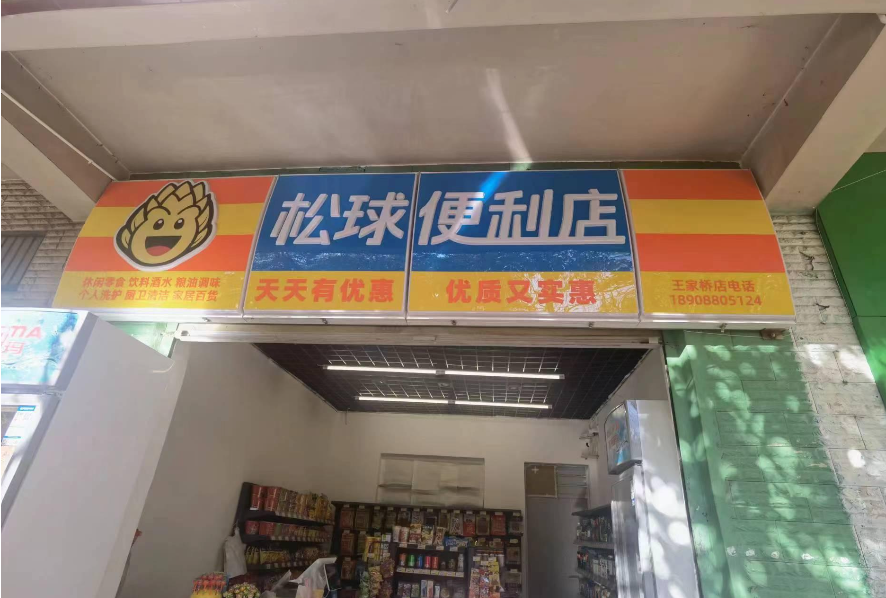 松球便利店
休闲零食 饮料酒水 粮油调味
个人洗护 厨卫清洁 家居百货
天天有优惠
优质又实惠
王家桥店电话
18908805124